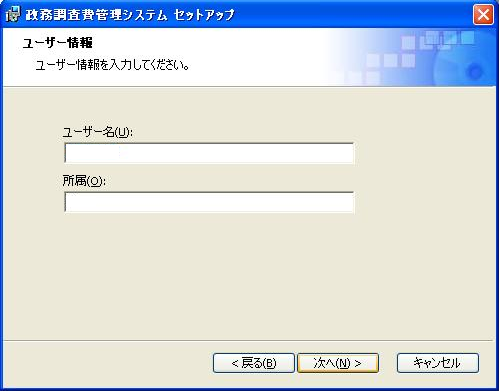 政務調査費管理システム セットアップ
ユーザー情報
ユーザー情報を入力してください。
ユーザー名(U):
所属(O):
< 戻る(B)
次へ(N) >
キャンセル